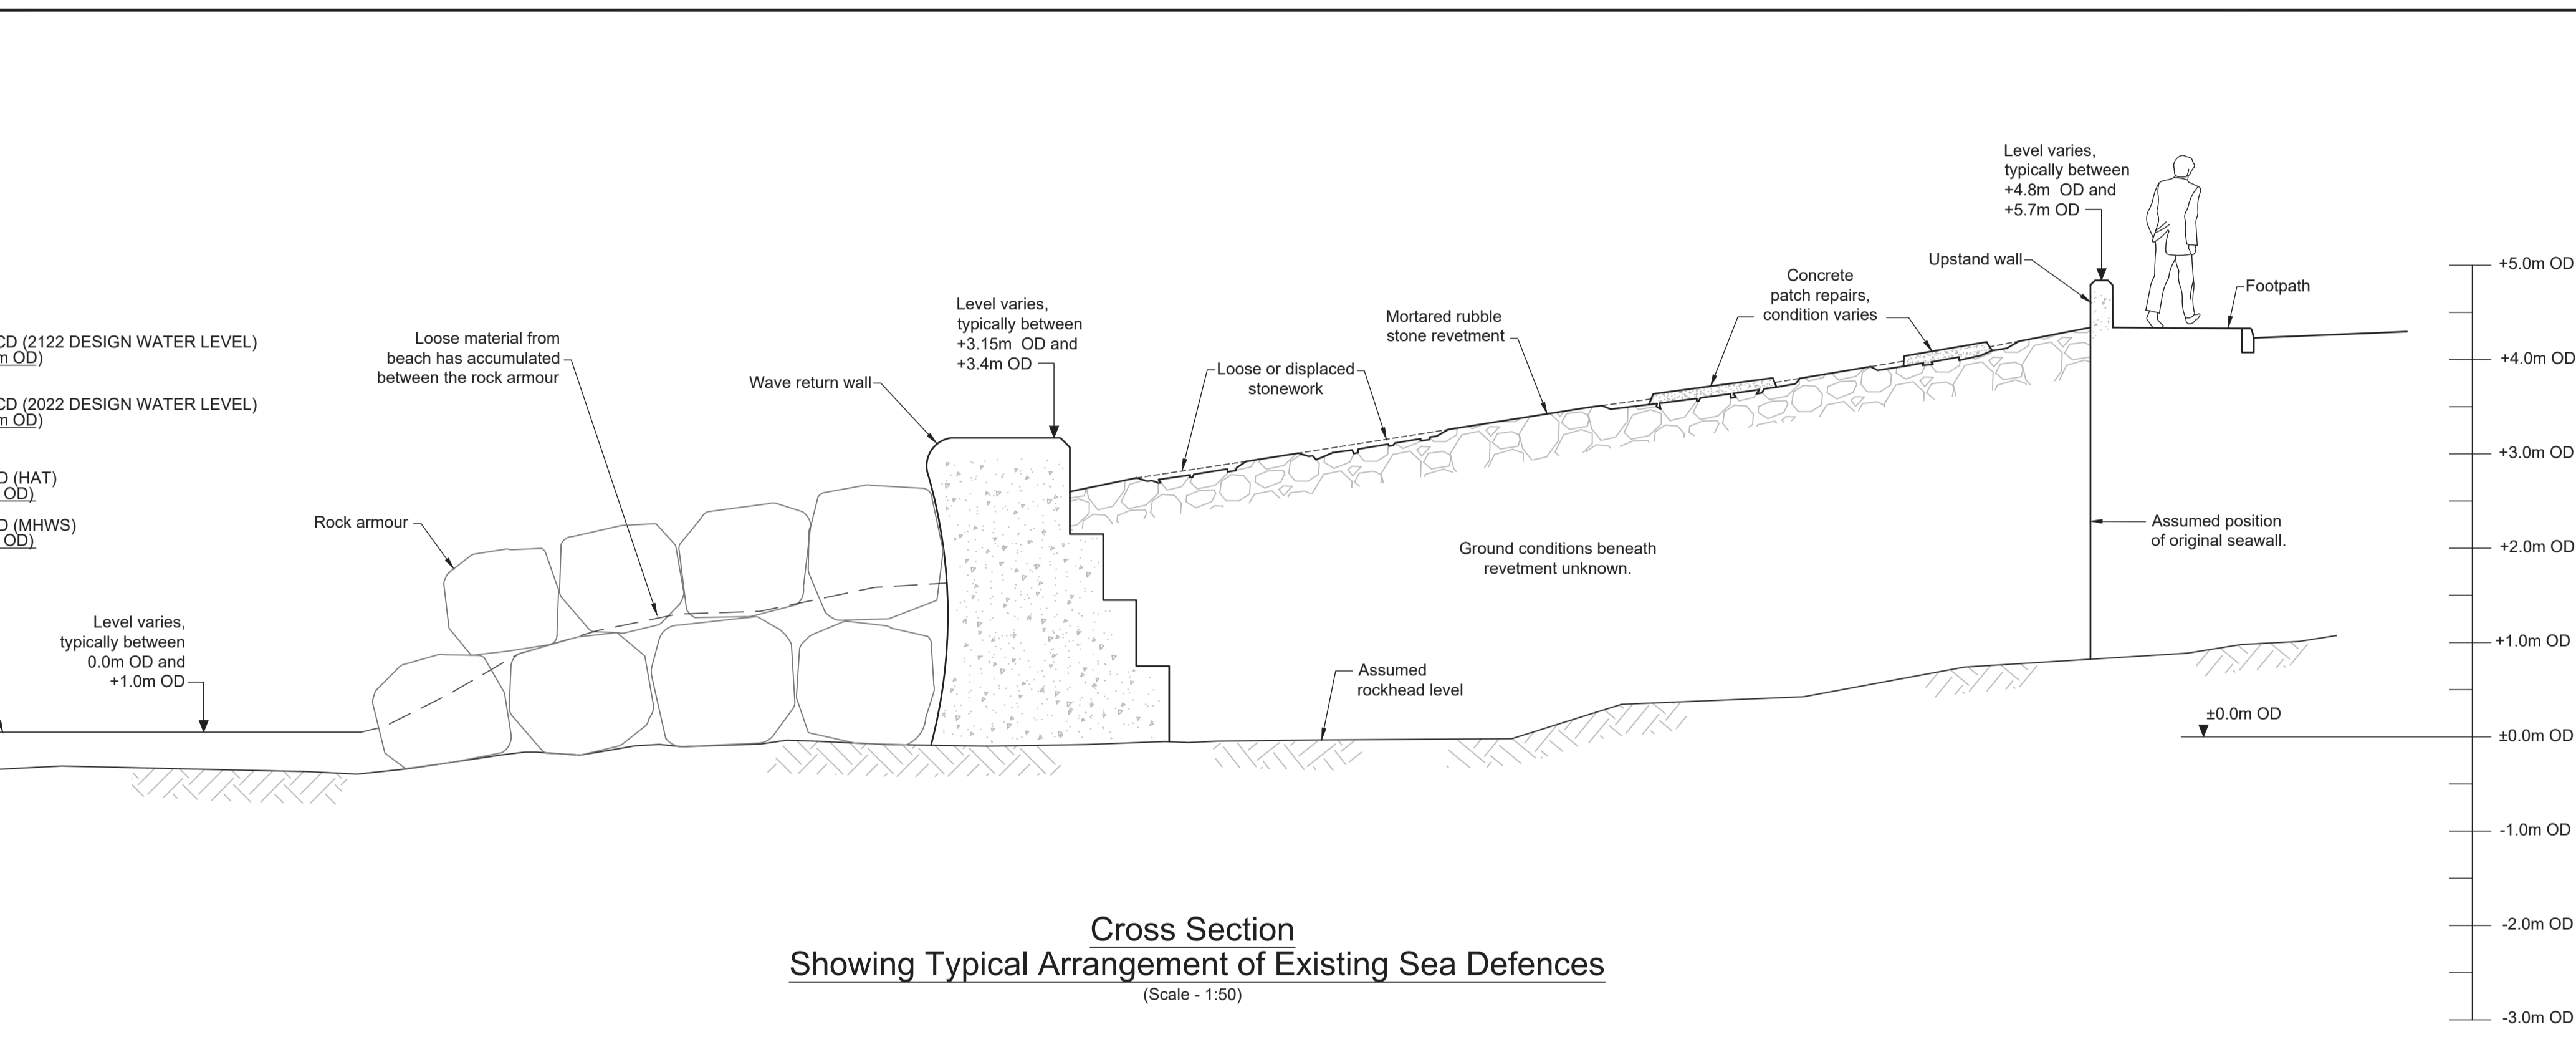 CD (2122 DESIGN WATER LEVEL)
m OD)
CD (2022 DESIGN WATER LEVEL)
m OD)
D (HAT)
OD)
D (MHWS)
OD)
Level varies,
typically between
0.0m OD and
+1.0m OD
Rock armour
Loose material from
beach has accumulated
between the rock armour
Wave return wall
Level varies,
typically between
+3.15m OD and
+3.4m OD
Loose or displaced
stonework
Mortared rubble
stone revetment
Concrete
patch repairs,
condition varies
Upstand wall
Level varies,
typically between
+4.8m OD and
+5.7m OD
Footpath
Ground conditions beneath
revetment unknown.
Assumed position
of original seawall.
Assumed
rockhead level
±0.0m OD
+5.0m OD
+4.0m OD
+3.0m OD
+2.0m OD
+1.0m OD
±0.0m OD
-1.0m OD
-2.0m OD
-3.0m OD
Cross Section
Showing Typical Arrangement of Existing Sea Defences
(Scale - 1:50)